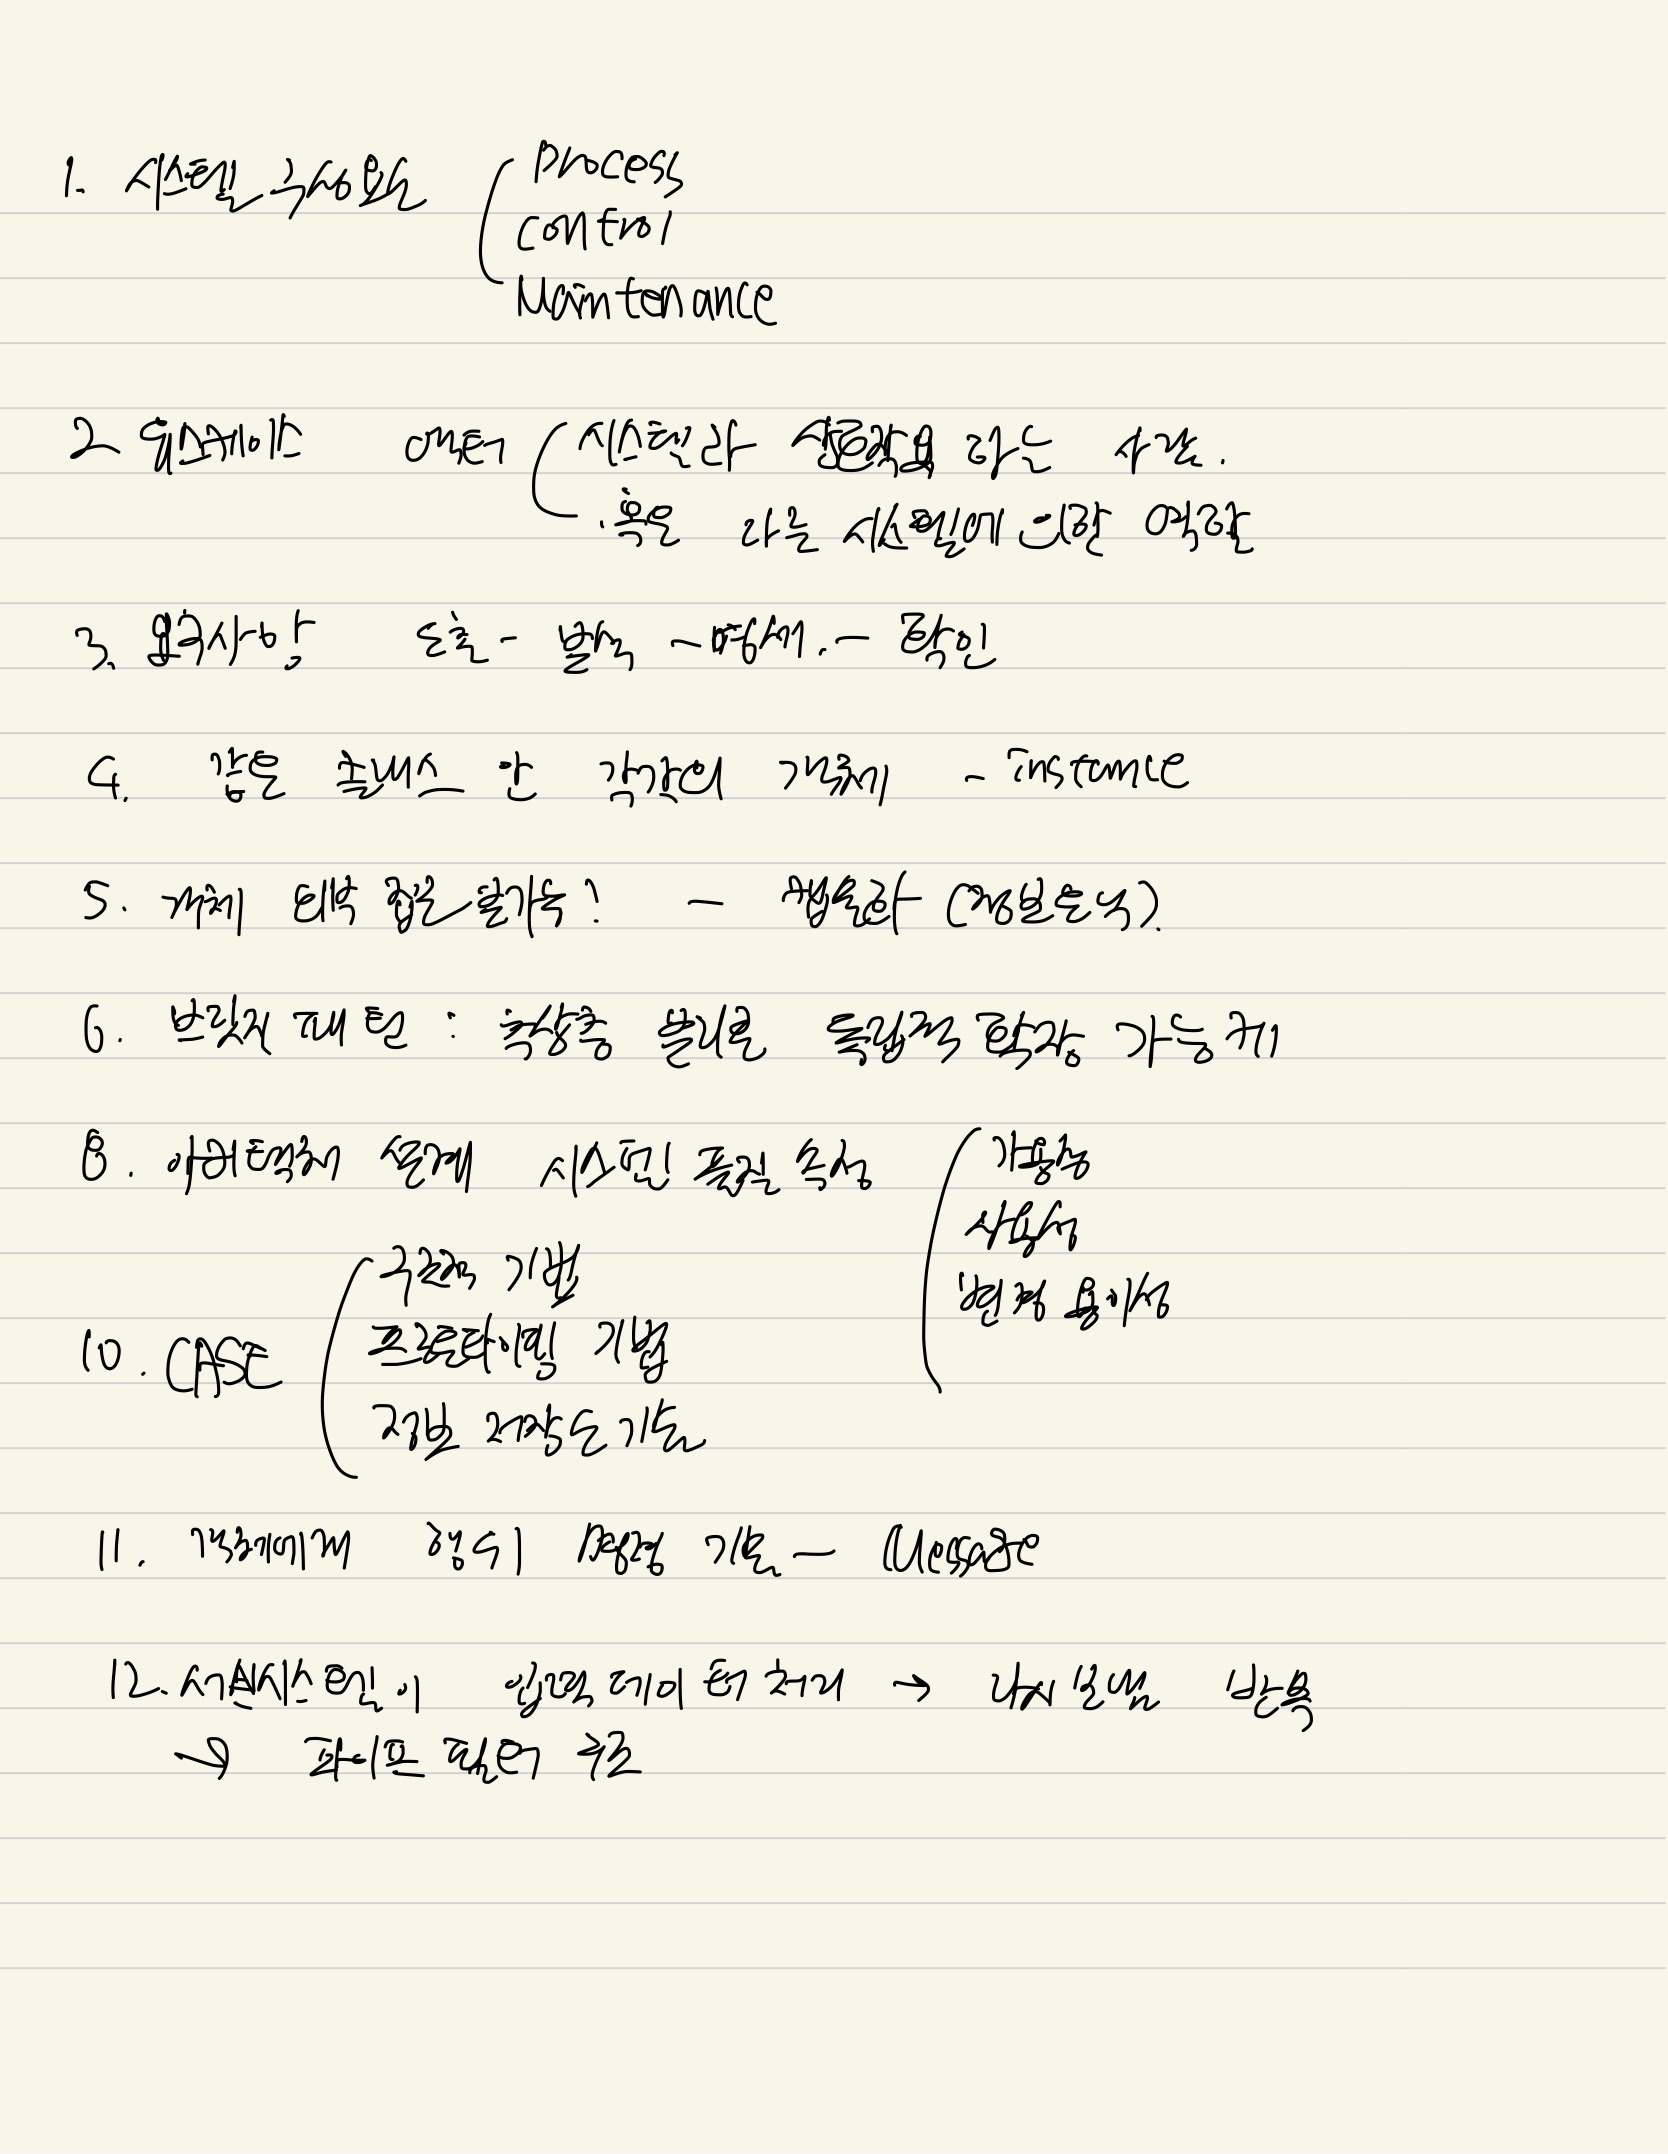 1. 시스템 구성요소 Process
Control
Maintenance
2. 유스케이스 액터 시스템과 상호작용 하는 사람.
혹은 다른 시스템에 의한 역할
3. 요구사항 도출 - 분석 - 명세. - 확인
4. 같은 클래스 안 각각의 객체 - instance
5. 객체 외부 접근 불가능? - 캡슐화 (정보은닉).
6. 브릿지 패턴 : 추상층 분리로 독립적 확장 가능케
8. 아키텍처 설계 시스템 품질 속성 가용성
사용성
변경 용이성
10. CASE 구조적 기법
프로토타이핑 기법
정보 저장소 기술
11. 객체에게 행위 명령 기술 - Message
12. 서브시스템이 입력 데이터 처리 → 다시 보냄 반복
→ 파이프 필터 구조